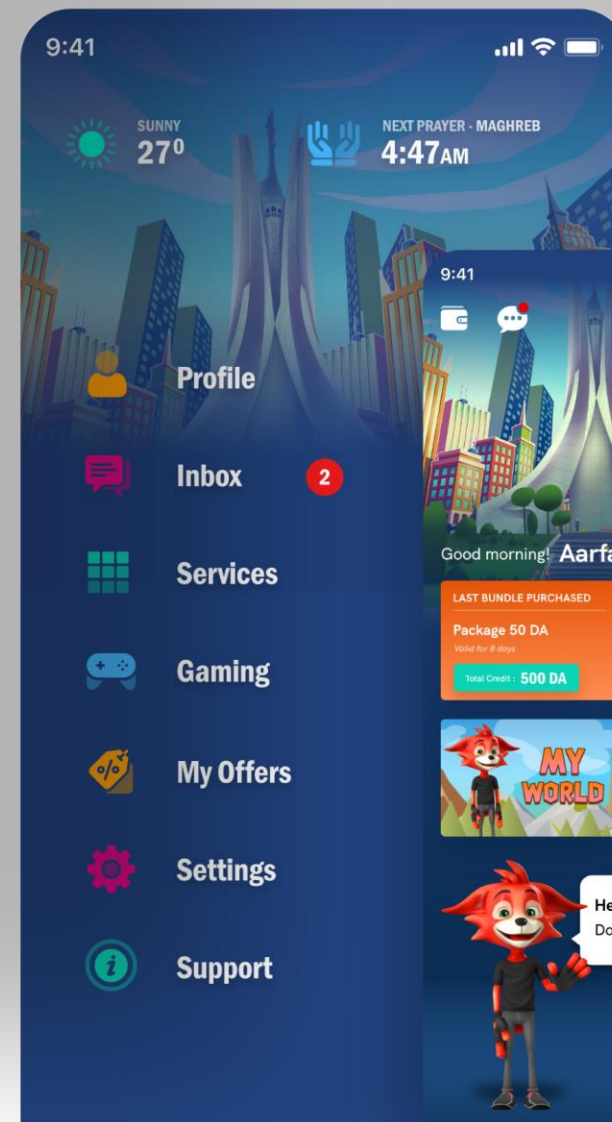 9:41
SUNNY
27⁰
NEXT PRAYER - MAGHREB
4:47AM
Profile
Inbox
2
Services
Gaming
My Offers
Settings
Support
9:41
Good morning! Aarfa
LAST BUNDLE PURCHASED
Package 50 DA
Valid for 8 days
Total Credit : 500 DA
MY
WORLD
He
Do